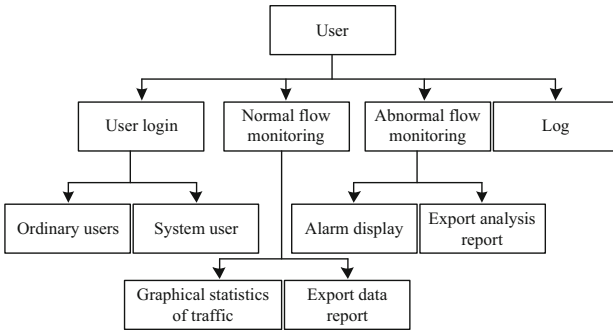 User
User login
Normal flow
monitoring
Abnormal flow
monitoring
Log
Ordinary users
System user
Alarm display
Export analysis
report
Graphical statistics
of traffic
Export data
report